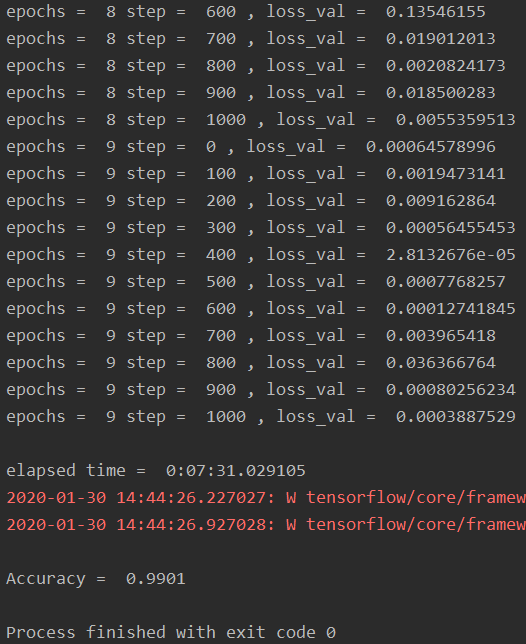 epochs =  8 step =  600 , loss_val =  0.13546155
epochs =  8 step =  700 , loss_val =  0.019012013
epochs =  8 step =  800 , loss_val =  0.0020824173
epochs =  8 step =  900 , loss_val =  0.018500283
epochs =  8 step =  1000 , loss_val =  0.0055359513
epochs =  9 step =  0 , loss_val =  0.00064578996
epochs =  9 step =  100 , loss_val =  0.0019473141
epochs =  9 step =  200 , loss_val =  0.009162864
epochs =  9 step =  300 , loss_val =  0.00056455453
epochs =  9 step =  400 , loss_val =  2.8132676e-05
epochs =  9 step =  500 , loss_val =  0.0007768257
epochs =  9 step =  600 , loss_val =  0.00012741845
epochs =  9 step =  700 , loss_val =  0.003965418
epochs =  9 step =  800 , loss_val =  0.036366764
epochs =  9 step =  900 , loss_val =  0.00080256234
epochs =  9 step =  1000 , loss_val =  0.0003887529
elapsed time =  0:07:31.029105
2020-01-30 14:44:26.227027: W tensorflow/core/framew
2020-01-30 14:44:26.927028: W tensorflow/core/framew
Accuracy =  0.9901
Process finished with exit code 0